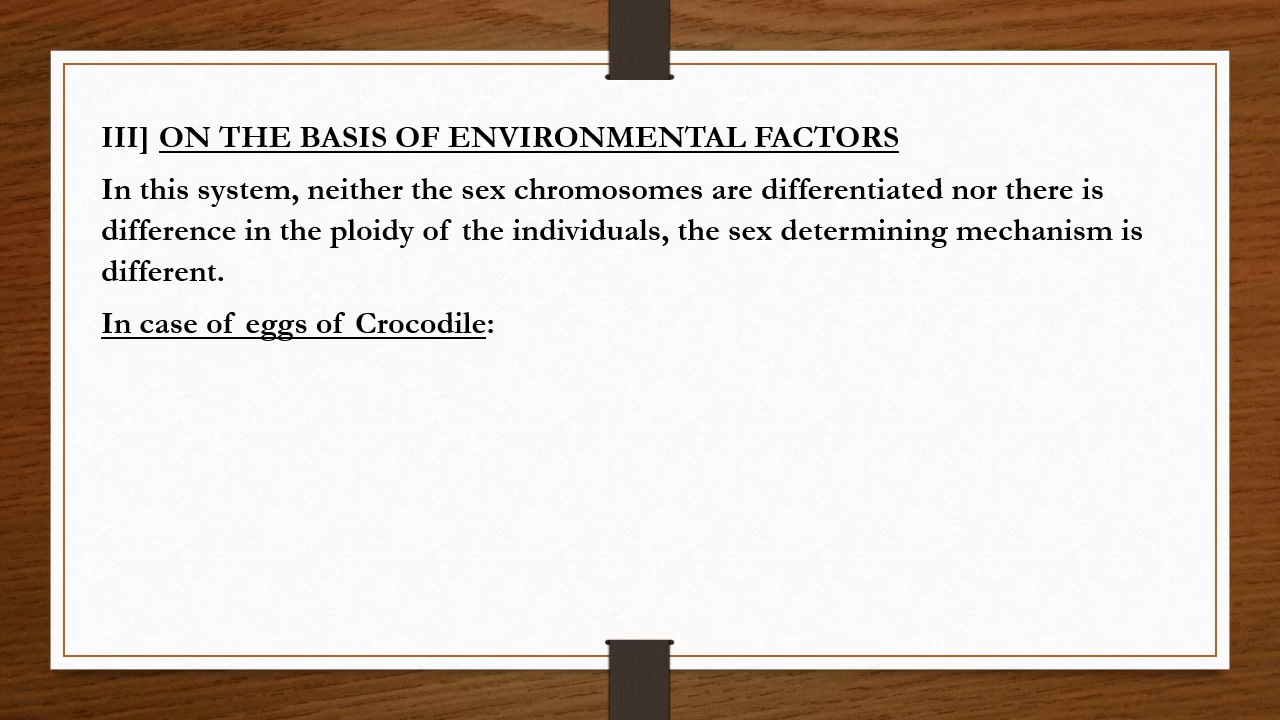 III] ON THE BASIS OF ENVIRONMENTAL FACTORS
In this system, neither the sex chromosomes are differentiated nor there is
difference in the ploidy of the individuals, the sex determining mechanism is
different.
In case of eggs of Crocodile: